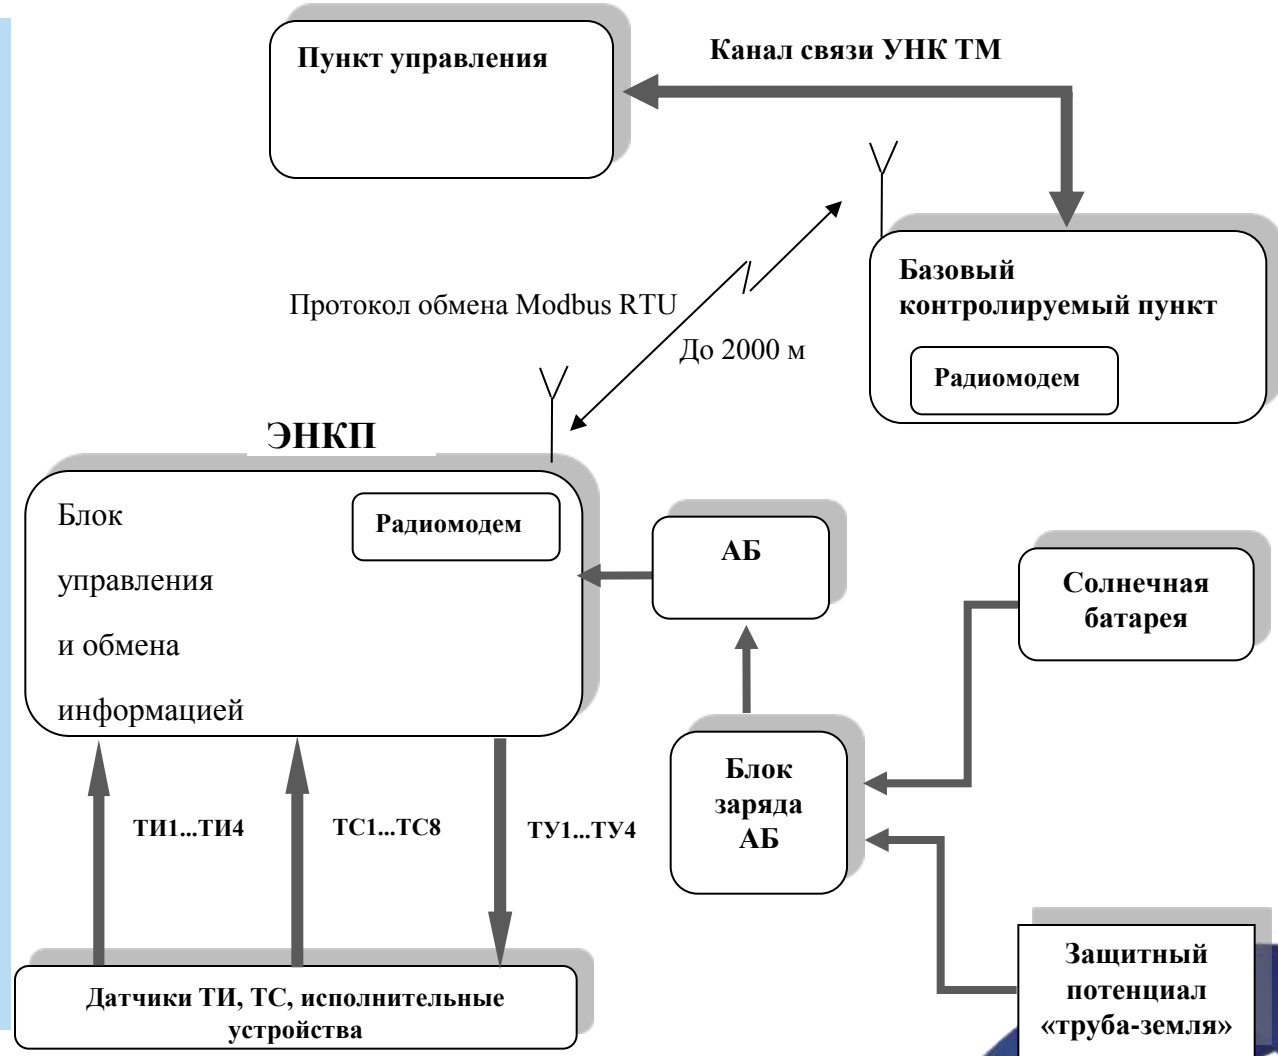 Пункт управления
Канал связи УНК ТМ
Базовый
контролируемый пункт
Радиомодем
Протокол обмена Modbus RTU
До 2000 м
ЭНКП
Блок
управления
и обмена
информацией
Радиомодем
АБ
Солнечная
батарея
Блок
заряда
АБ
ТИ1...ТИ4
ТС1...ТС8
ТУ1...ТУ4
Защитный
потенциал
«труба-земля»
Датчики ТИ, ТС, исполнительные
устройства